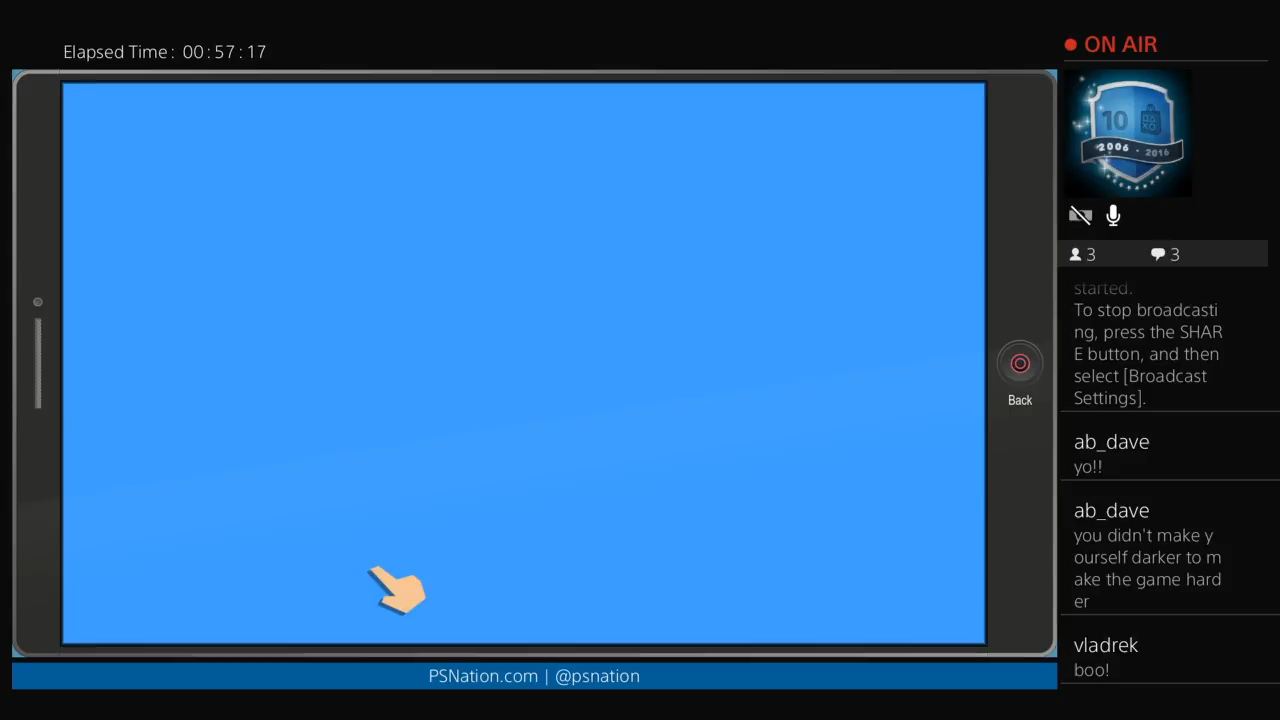 Elapsed Time: 00:57:17
ON AIR
10
2006 - 2016
3 3
started.
To stop broadcasti
ng, press the SHAR
E button, and then
select [Broadcast
Settings].
Back
ab_dave
yo!!
ab_dave
you didn't make y
ourself darker to m
ake the game hard
er
vladrek
boo!
PSNation.com | @psnation